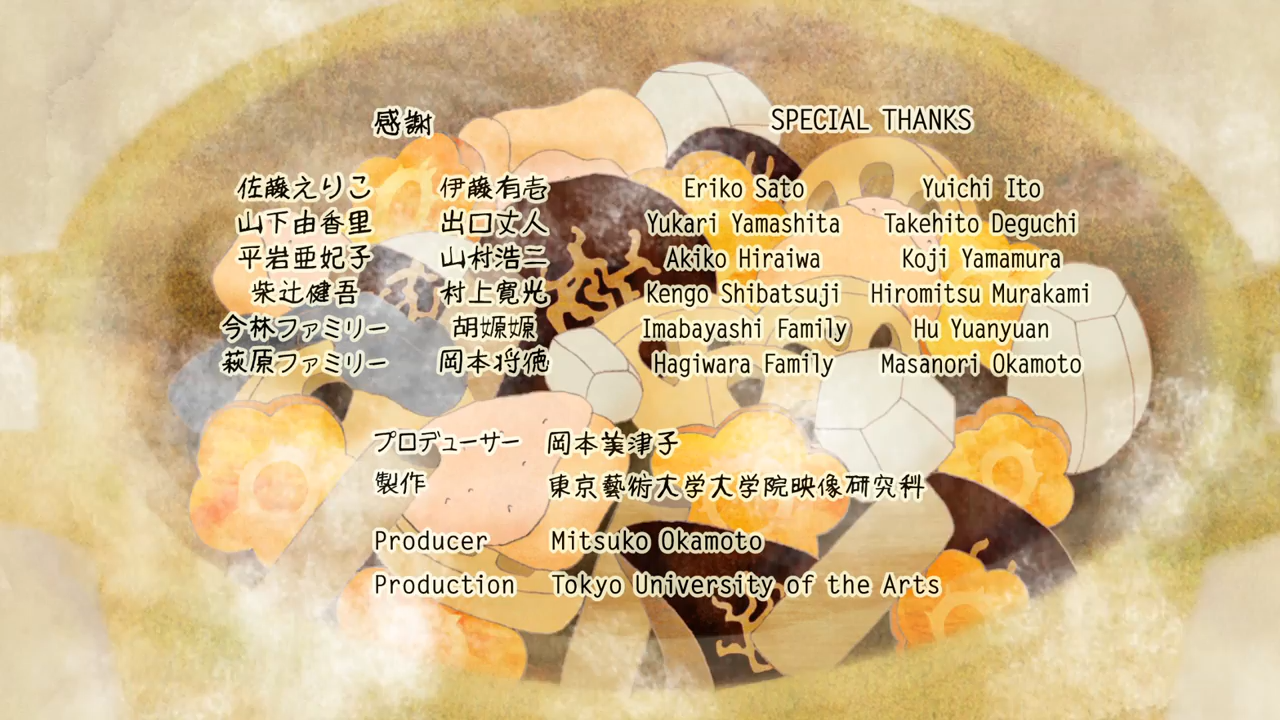 感謝 SPECIAL THANKS
佐藤えりこ 伊藤有壱 Eriko Sato Yuichi Ito
山下由香里 出口丈人 Yukari Yamashita Takehito Deguchi
平岩亜妃子 山村浩二 Akiko Hiraiwa Koji Yamamura
柴辻健吾 村上寛光 Kengo Shibatsuji Hiromitsu Murakami
今林ファミリー 胡嫄嫄 Imabayashi Family Hu Yuanyuan
萩原ファミリー 岡本将徳 Hagiwara Family Masanori Okamoto
プロデューサー 岡本美津子
製作 東京藝術大学大学院映像研究科
Producer Mitsuko Okamoto
Production Tokyo University of the Arts